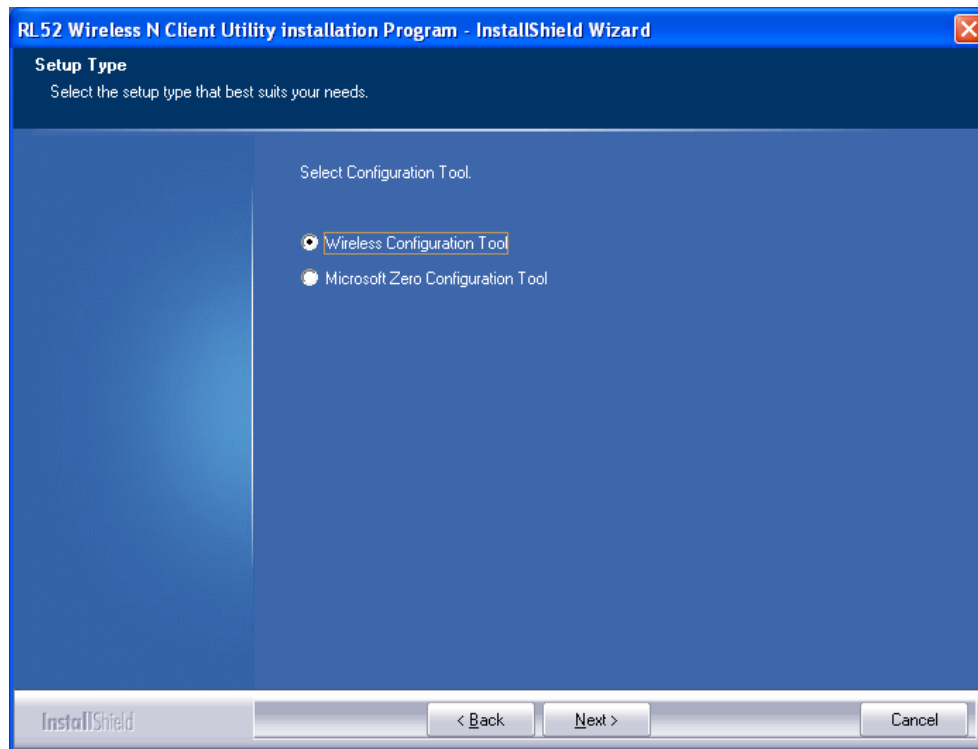 RL52 Wireless N Client Utility installation Program - InstallShield Wizard
Setup Type
Select the setup type that best suits your needs.
Select Configuration Tool.
Wireless Configuration Tool
Microsoft Zero Configuration Tool
InstallShield
< Back
Next >
Cancel